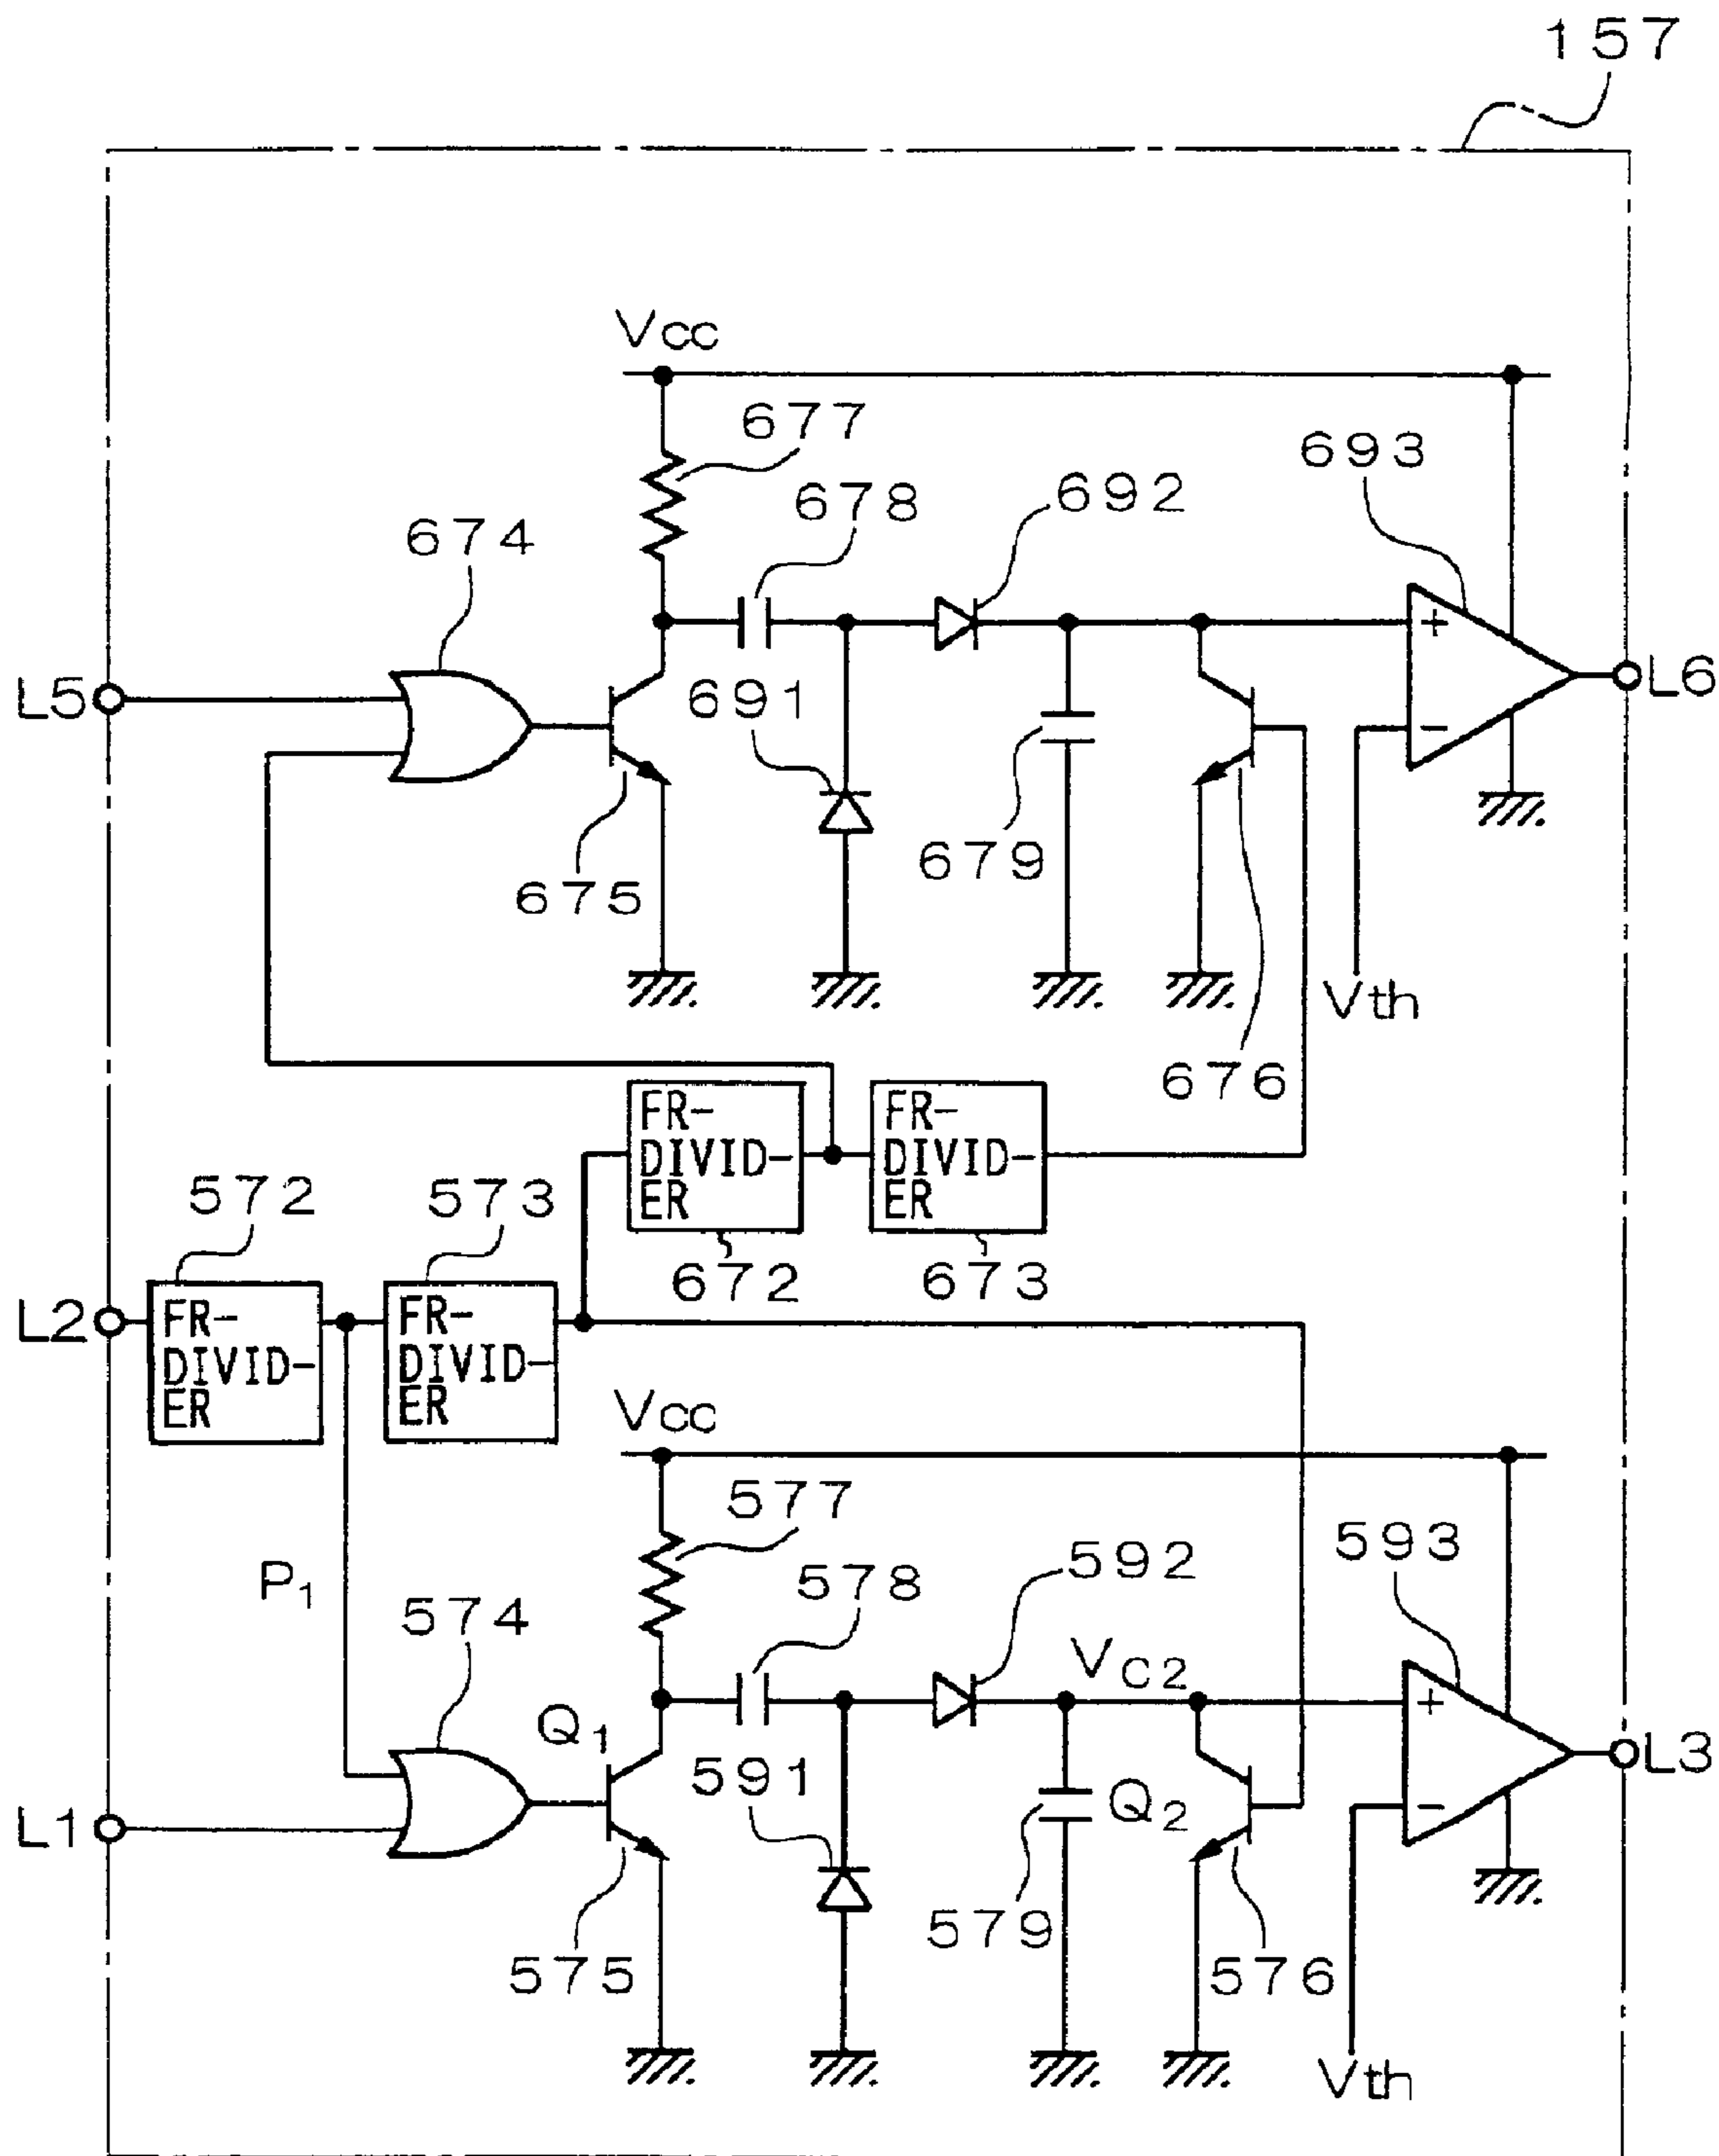 157
Vcc
677
693
678
692
674
+
L5
691
L6
−
679
675
Vth
676
FR-
DIVID-
ER
FR-
DIVID-
ER
572
573
672
673
L2
FR-
DIVID-
ER
FR-
DIVID-
ER
Vcc
577
593
592
P1
578
574
VC2
+
Q1
L3
591
Q2
−
L1
579
575
576
Vth